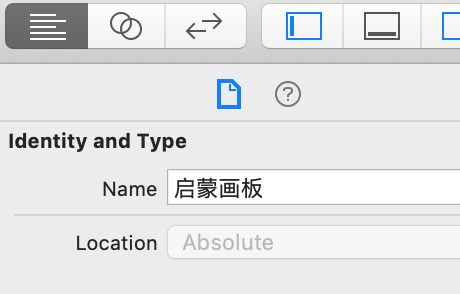 ?
Identity and Type
Name 启蒙画板
Location Absolute